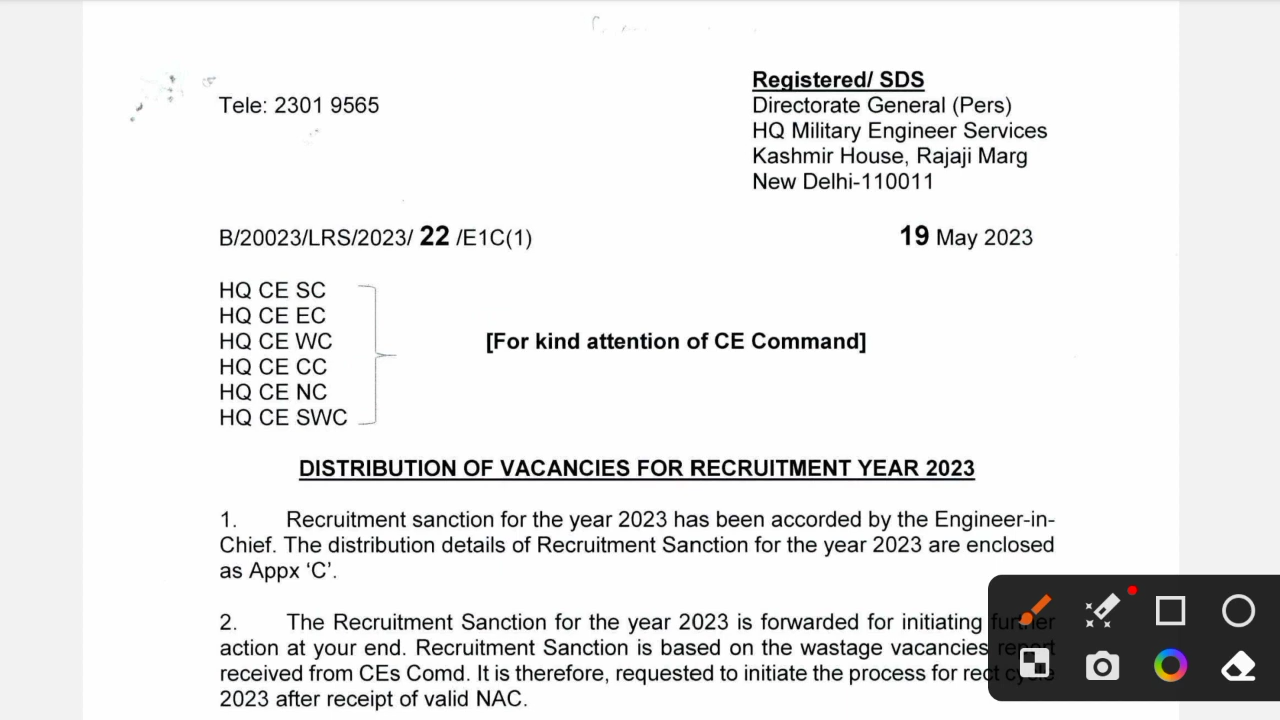 Registered/ SDS
Tele: 2301 9565
Directorate General (Pers)
HQ Military Engineer Services
Kashmir House, Rajaji Marg
New Delhi-110011
B/20023/LRS/2023/ 22 /E1C(1)
19 May 2023
HQ CE SC
HQ CE EC
HQ CE WC
HQ CE CC
HQ CE NC
HQ CE SWC
[For kind attention of CE Command]
DISTRIBUTION OF VACANCIES FOR RECRUITMENT YEAR 2023
1. Recruitment sanction for the year 2023 has been accorded by the Engineer-in-
Chief. The distribution details of Recruitment Sanction for the year 2023 are enclosed
as Appx ‘C’.
2. The Recruitment Sanction for the year 2023 is forwarded for initiating further
action at your end. Recruitment Sanction is based on the wastage vacancies report
received from CEs Comd. It is therefore, requested to initiate the process for rect cycle
2023 after receipt of valid NAC.